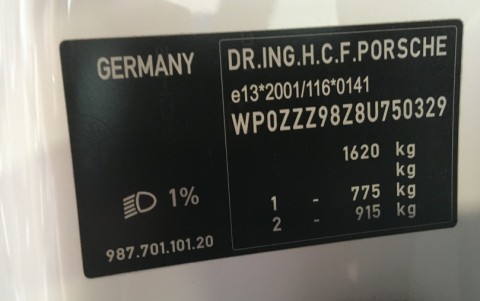 GERMANY
DR.ING.H.C.F.PORSCHE
e13*2001/116*0141
WP0ZZZ98Z8U750329
1620 kg
kg
1 - 775 kg
2 - 915 kg
1%
987.701.101.20